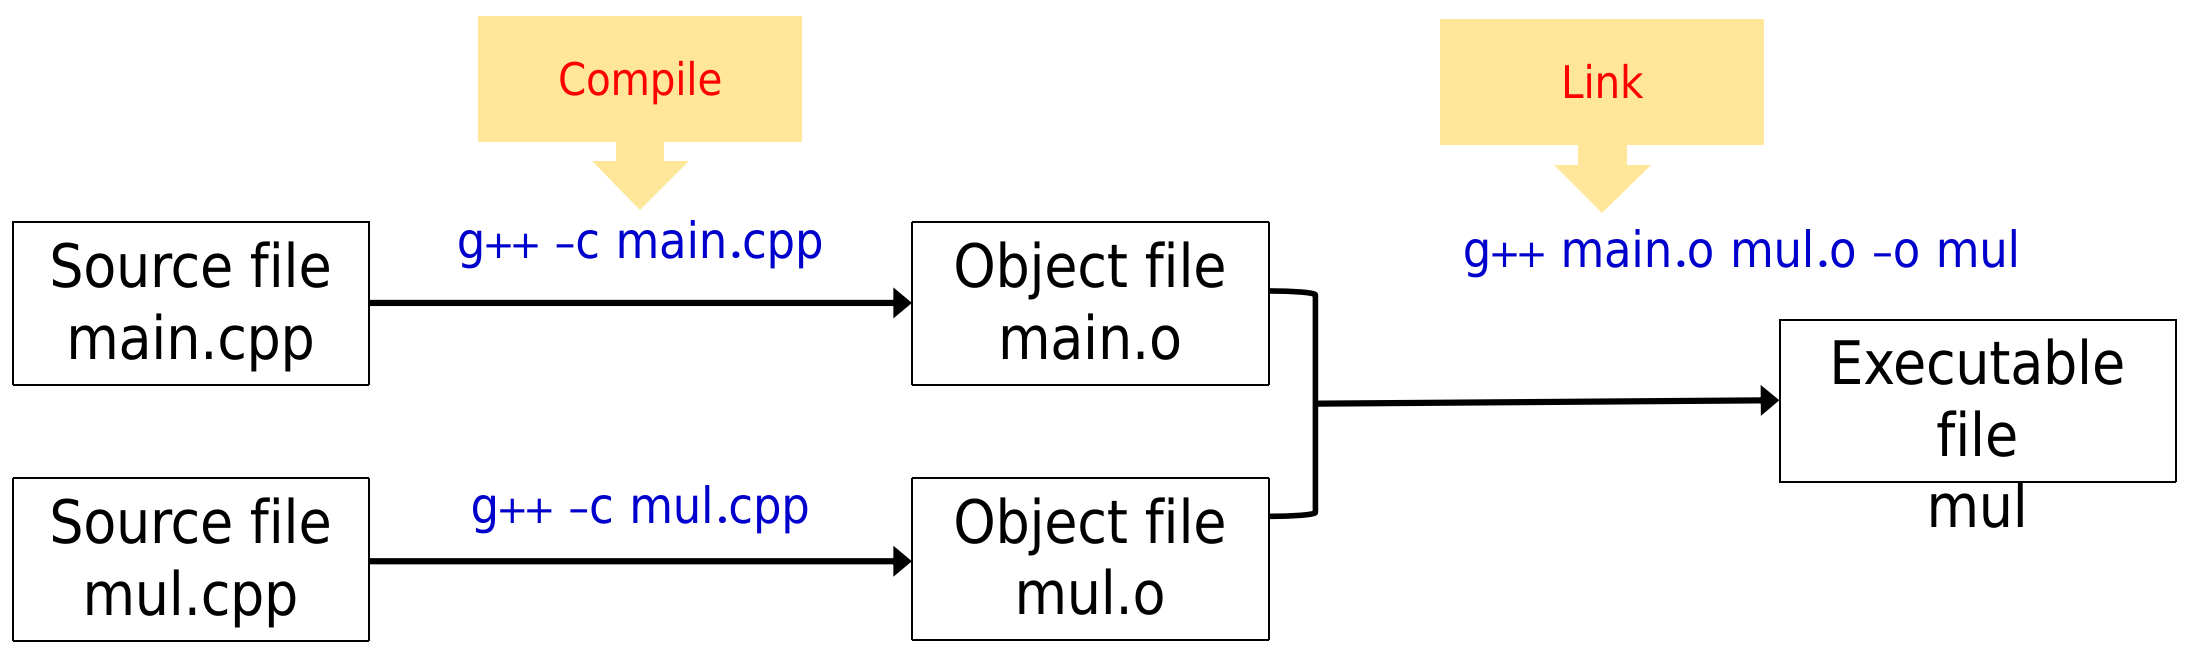 Compile
Link
g++ –c main.cpp
g++ main.o mul.o –o mul
Source file
main.cpp
Object file
main.o
Executable
file
mul
g++ –c mul.cpp
Source file
mul.cpp
Object file
mul.o